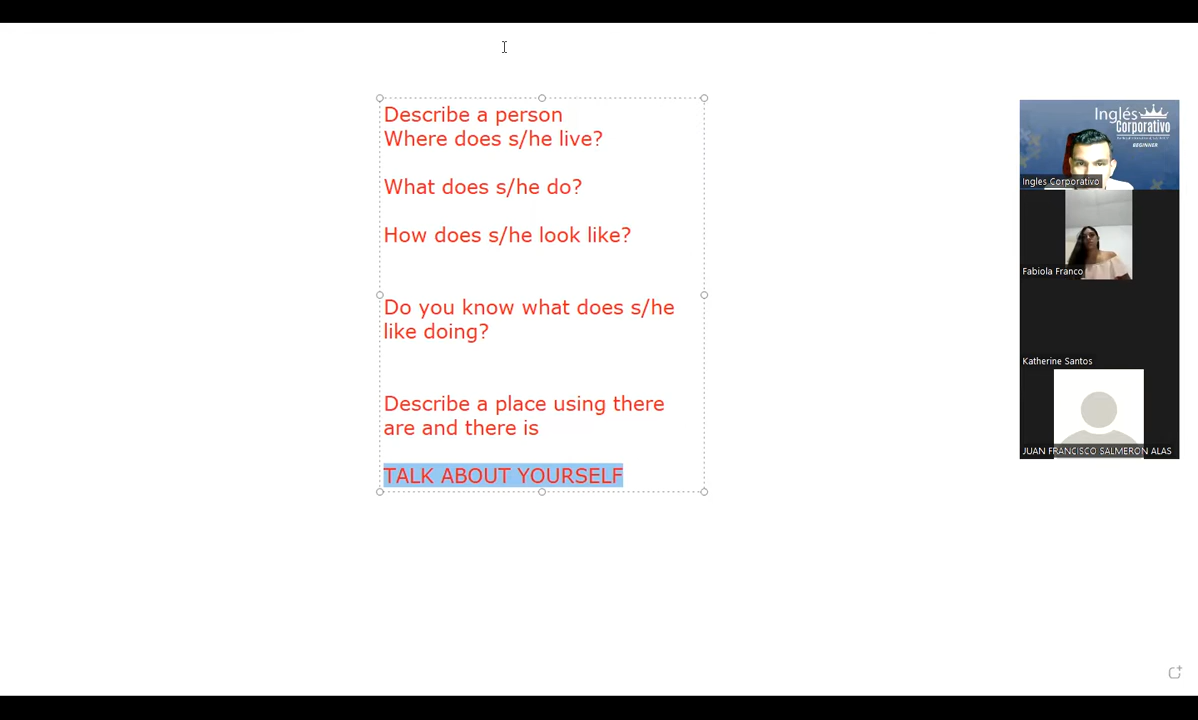 Describe a person
Where does s/he live?
What does s/he do?
How does s/he look like?
Do you know what does s/he
like doing?
Describe a place using there
are and there is
TALK ABOUT YOURSELF
Inglés
Corporativo
BEGINNER
Ingles Corporativo
Fabiola Franco
Katherine Santos
JUAN FRANCISCO SALMERON ALAS